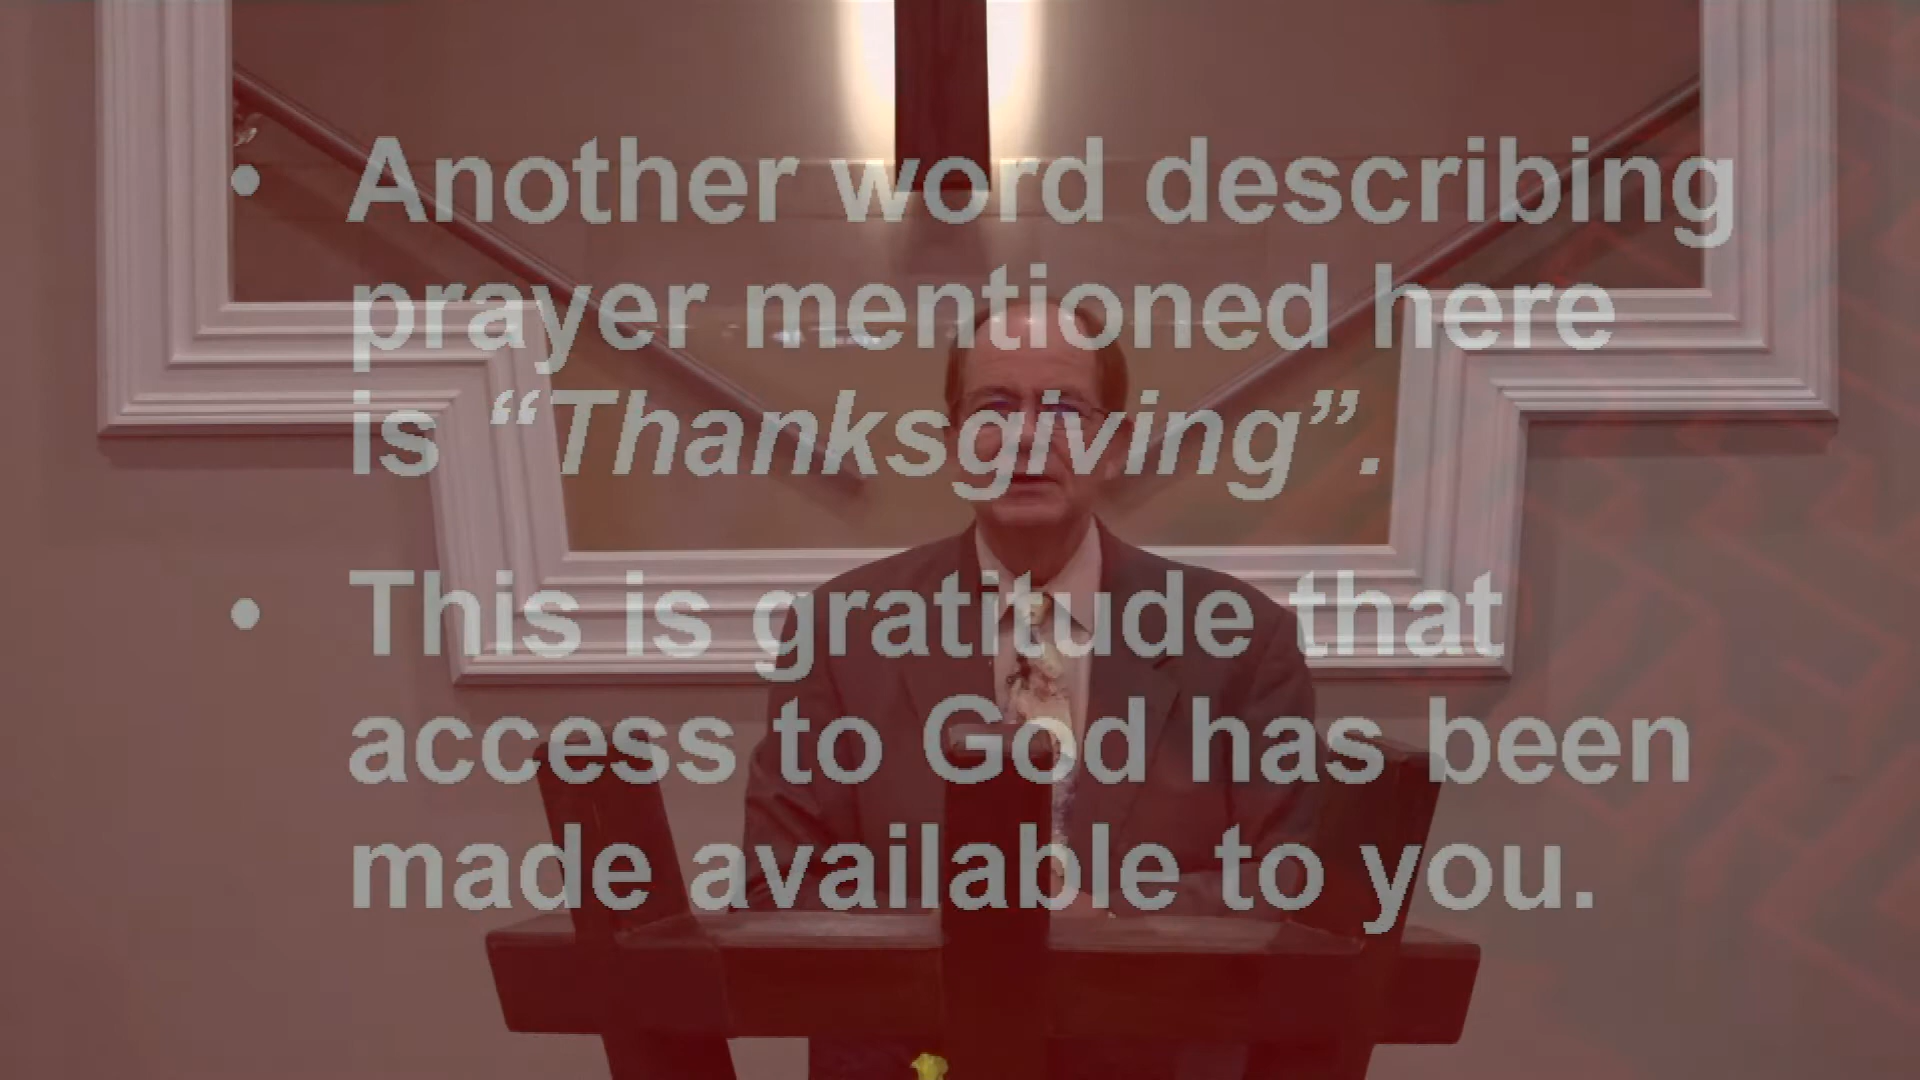 • Another word describing
prayer mentioned here
is “Thanksgiving”.
• This is gratitude that
access to God has been
made available to you.